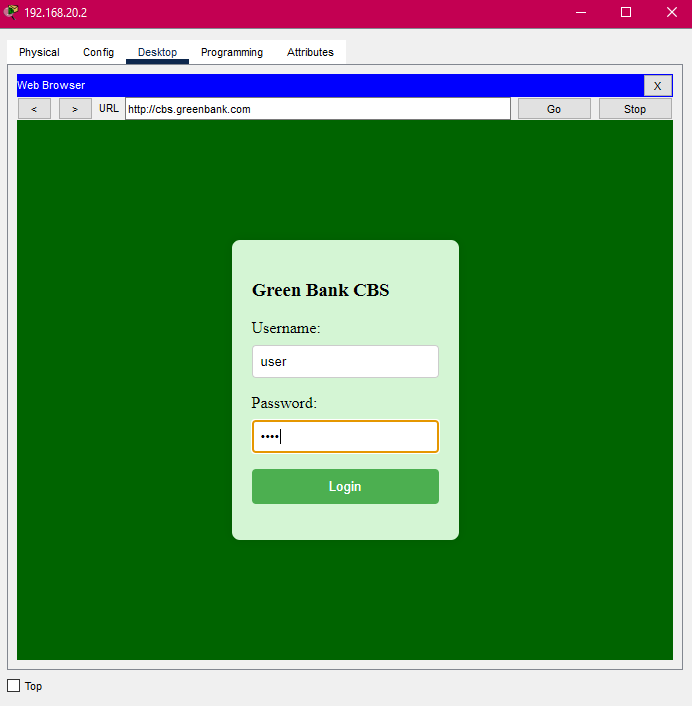 192.168.20.2
Physical Config Desktop Programming Attributes
Web Browser X
< > URL http://cbs.greenbank.com Go Stop
Green Bank CBS
Username:
user
Password:
••••
Login
Top